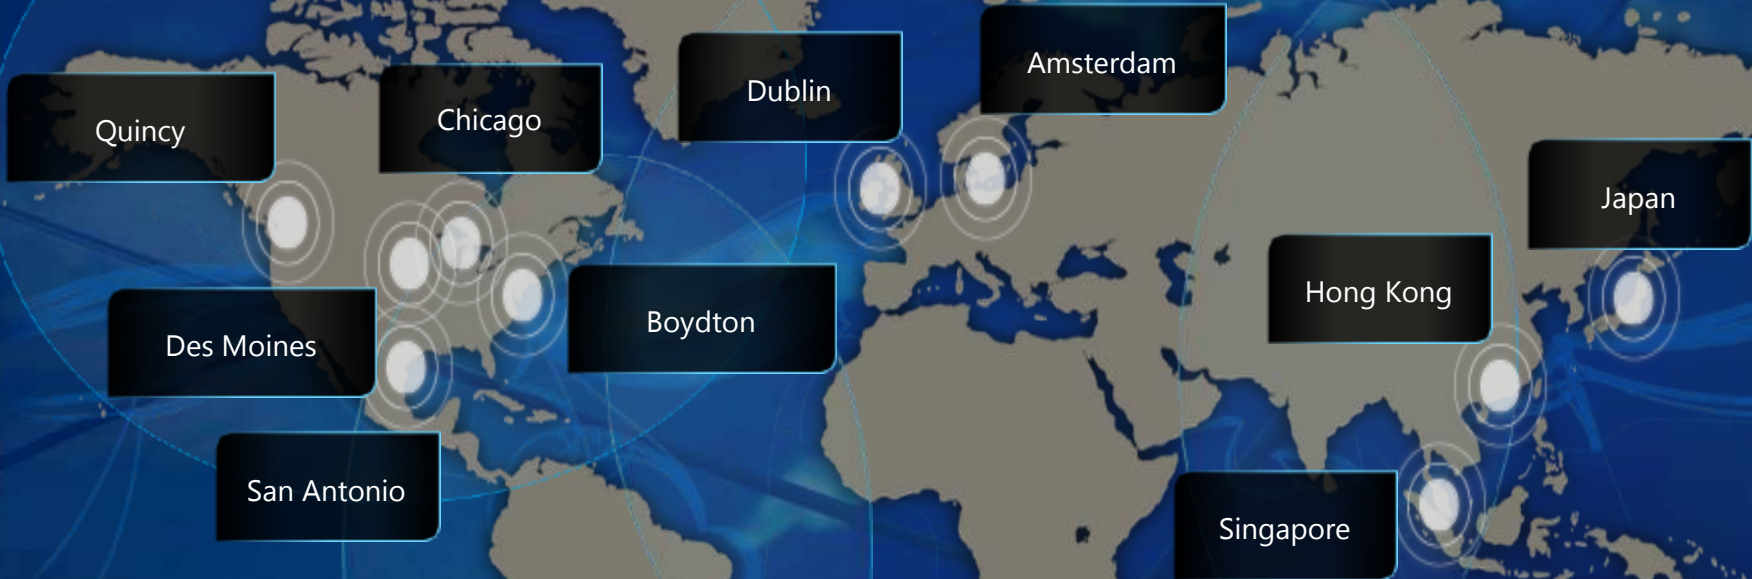 Quincy
Chicago
Dublin
Amsterdam
Japan
Des Moines
Boydton
Hong Kong
San Antonio
Singapore